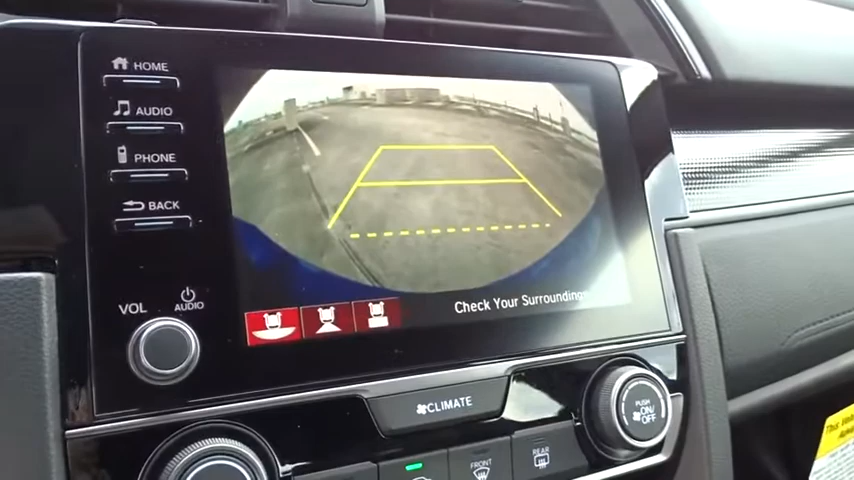 HOME
AUDIO
PHONE
BACK
VOL
AUDIO
Check Your Surroundings
CLIMATE
PUSH
ON
OFF
FRONT
REAR